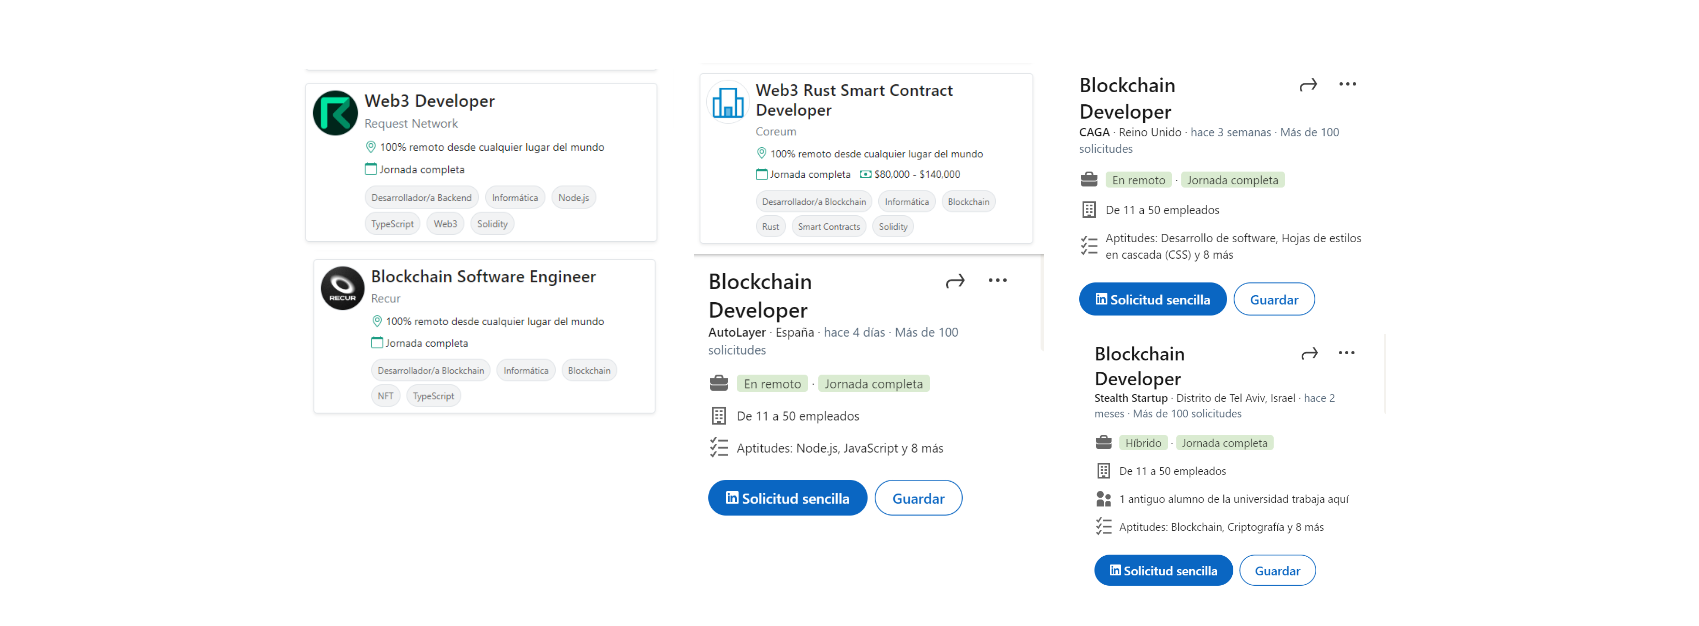 Web3 Developer
Request Network
100% remoto desde cualquier lugar del mundo
Jornada completa
Desarrollador/a Backend Informática Node.js
TypeScript Web3 Solidity
Blockchain Software Engineer
RECUR
Recur
100% remoto desde cualquier lugar del mundo
Jornada completa
Desarrollador/a Blockchain Informática Blockchain
NFT TypeScript
Web3 Rust Smart Contract
Developer
Coreum
100% remoto desde cualquier lugar del mundo
Jornada completa $80,000 - $140,000
Desarrollador/a Blockchain Informática Blockchain
Rust Smart Contracts Solidity
Blockchain
Developer
AutoLayer · España · hace 4 días · Más de 100
solicitudes
En remoto · Jornada completa
De 11 a 50 empleados
Aptitudes: Node.js, JavaScript y 8 más
in Solicitud sencilla Guardar
Blockchain
Developer
CAGA · Reino Unido · hace 3 semanas · Más de 100
solicitudes
En remoto · Jornada completa
De 11 a 50 empleados
Aptitudes: Desarrollo de software, Hojas de estilos
en cascada (CSS) y 8 más
in Solicitud sencilla Guardar
Blockchain
Developer
Stealth Startup · Distrito de Tel Aviv, Israel · hace 2
meses · Más de 100 solicitudes
Híbrido · Jornada completa
De 11 a 50 empleados
1 antiguo alumno de la universidad trabaja aquí
Aptitudes: Blockchain, Criptografía y 8 más
in Solicitud sencilla Guardar